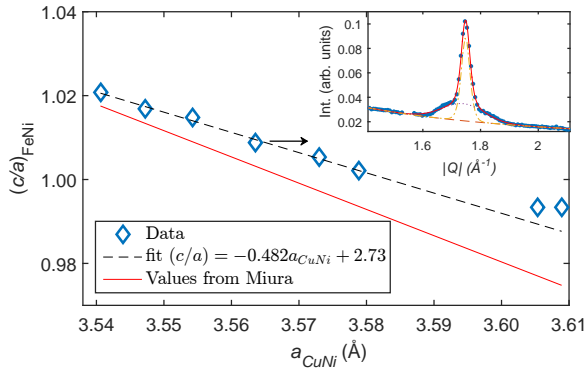 0.1
0.08
0.06
0.04
0.02
Int. (arb. units)
1.6
1.8
2
|Q| (Å⁻¹)
1.04
1.02
1.00
0.98
(c/a)FeNi
Data
fit (c/a) = −0.482aCuNi + 2.73
Values from Miura
3.54
3.55
3.56
3.57
3.58
3.59
3.60
3.61
aCuNi (Å)